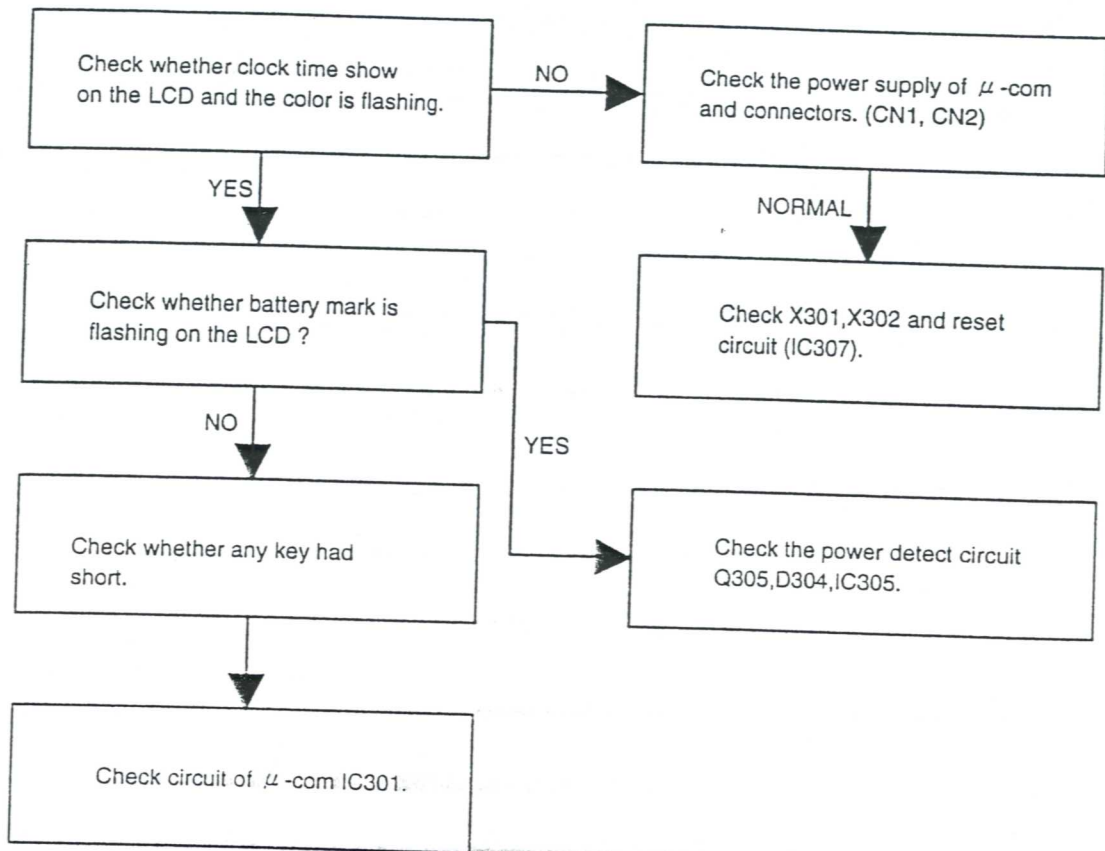 Check whether clock time show
on the LCD and the color is flashing.
NO
Check the power supply of μ-com
and connectors. (CN1, CN2)
YES
NORMAL
Check whether battery mark is
flashing on the LCD ?
Check X301,X302 and reset
circuit (IC307).
NO
YES
Check whether any key had
short.
Check the power detect circuit
Q305,D304,IC305.
Check circuit of μ-com IC301.